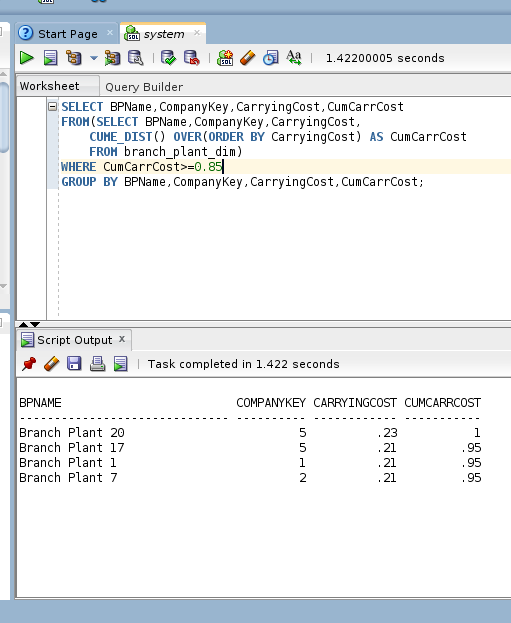 Start Page × system ×
1.42200005 seconds
Worksheet Query Builder
SELECT BPName,CompanyKey,CarryingCost,CumCarrCost
FROM(SELECT BPName,CompanyKey,CarryingCost,
CUME_DIST() OVER(ORDER BY CarryingCost) AS CumCarrCost
FROM branch_plant_dim)
WHERE CumCarrCost>=0.85
GROUP BY BPName,CompanyKey,CarryingCost,CumCarrCost;
Script Output ×
Task completed in 1.422 seconds
BPNAME COMPANYKEY CARRYINGCOST CUMCARRCOST
------------------------------ ---------- ------------ -----------
Branch Plant 20 5 .23 1
Branch Plant 17 5 .21 .95
Branch Plant 1 1 .21 .95
Branch Plant 7 2 .21 .95